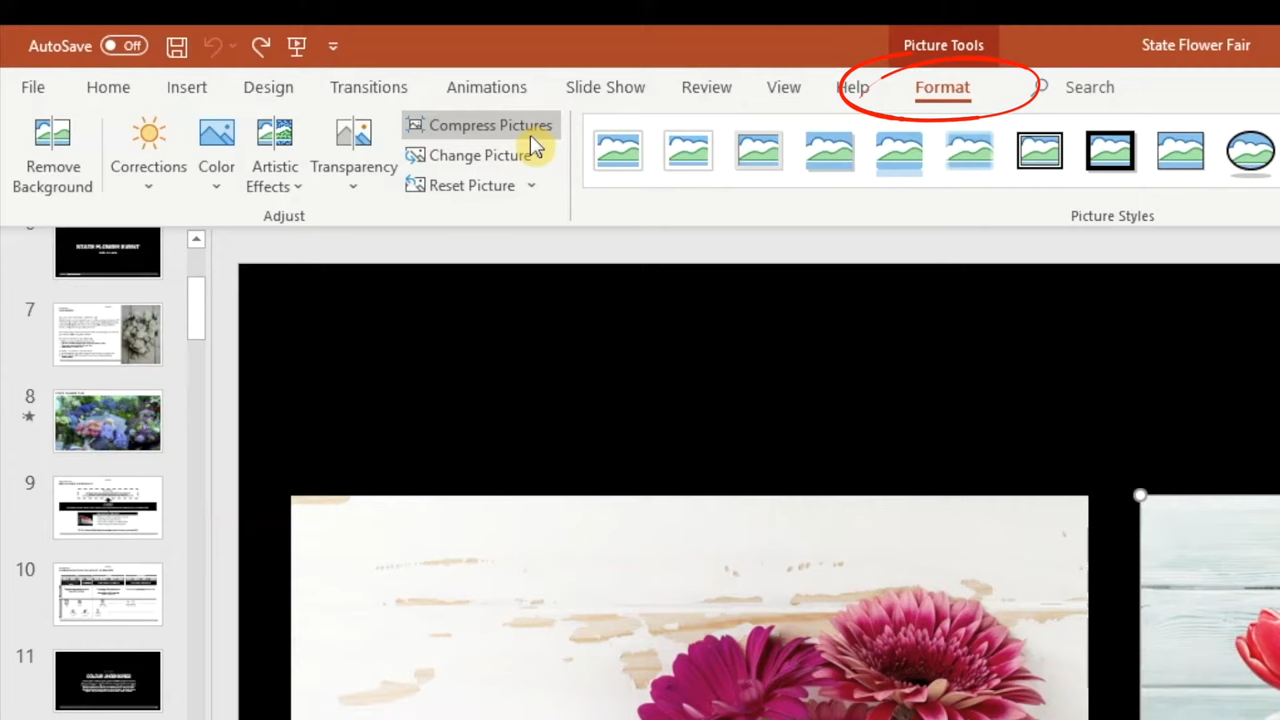 AutoSave Off
Picture Tools
State Flower Fair
File Home Insert Design Transitions Animations Slide Show Review View Help Format Search
Remove Background
Corrections
Color
Artistic Effects
Transparency
Compress Pictures
Change Picture
Reset Picture
Adjust
Picture Styles
7
8
9
10
11